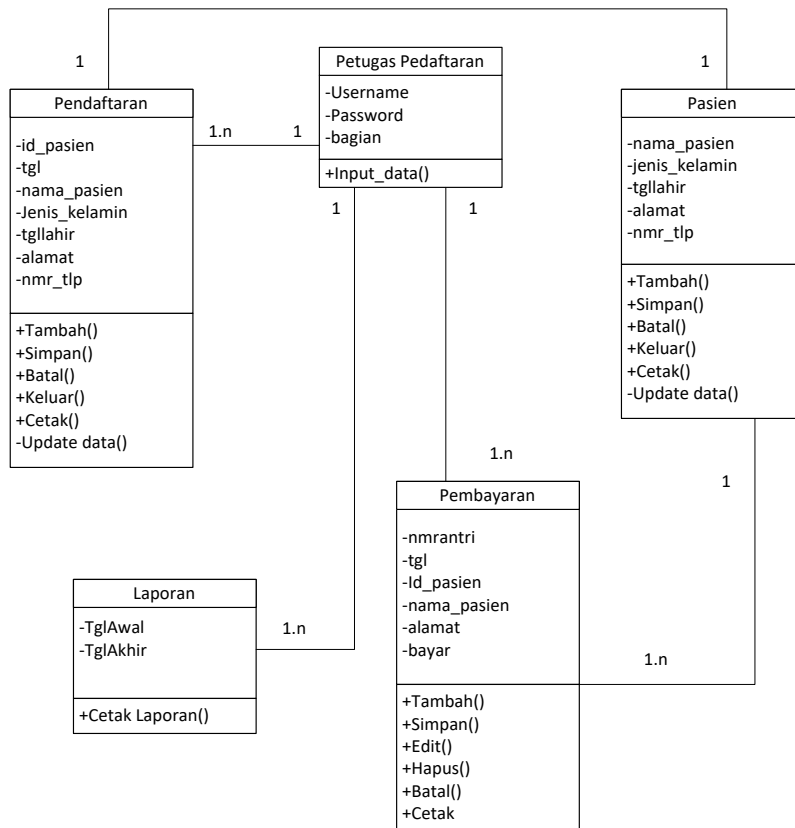 1
1
Petugas Pedaftaran
-Username
-Password
-bagian
+Input_data()
Pendaftaran
-id_pasien
-tgl
-nama_pasien
-Jenis_kelamin
-tgllahir
-alamat
-nmr_tlp
+Tambah()
+Simpan()
+Batal()
+Keluar()
+Cetak()
-Update data()
1.n
1
Pasien
-nama_pasien
-jenis_kelamin
-tgllahir
-alamat
-nmr_tlp
+Tambah()
+Simpan()
+Batal()
+Keluar()
+Cetak()
-Update data()
1
1
1.n
1
Pembayaran
-nmrantri
-tgl
-Id_pasien
-nama_pasien
-alamat
-bayar
+Tambah()
+Simpan()
+Edit()
+Hapus()
+Batal()
+Cetak
Laporan
-TglAwal
-TglAkhir
+Cetak Laporan()
1.n
1.n